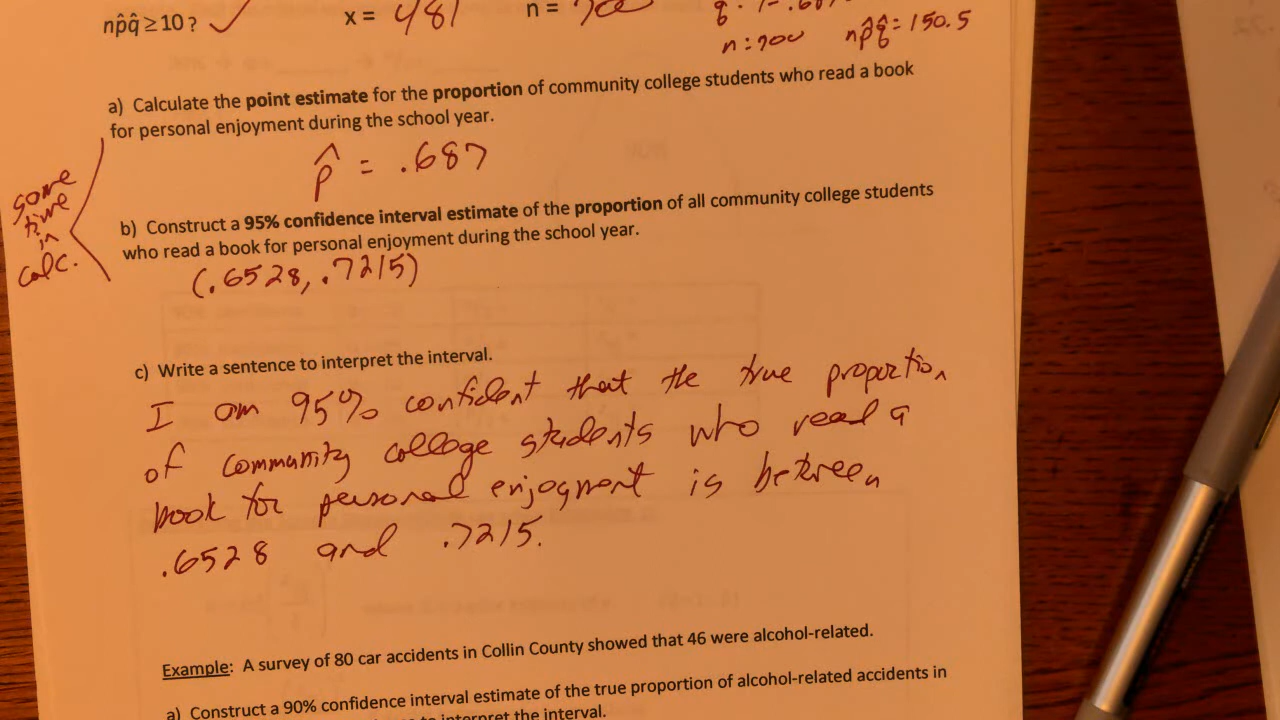 np̂q̂ ≥ 10 ? ✓ x = 481 n = 700
n = 700 np̂q̂ = 150.5
a) Calculate the point estimate for the proportion of community college students who read a book
for personal enjoyment during the school year.
p̂ = .687
some
time
in
calc.
b) Construct a 95% confidence interval estimate of the proportion of all community college students
who read a book for personal enjoyment during the school year.
(.6528, .7215)
c) Write a sentence to interpret the interval.
I am 95% confident that the true proportion
of community college students who read a
book for personal enjoyment is between
.6528 and .7215.
Example: A survey of 80 car accidents in Collin County showed that 46 were alcohol-related.
a) Construct a 90% confidence interval estimate of the true proportion of alcohol-related accidents in
to interpret the interval.